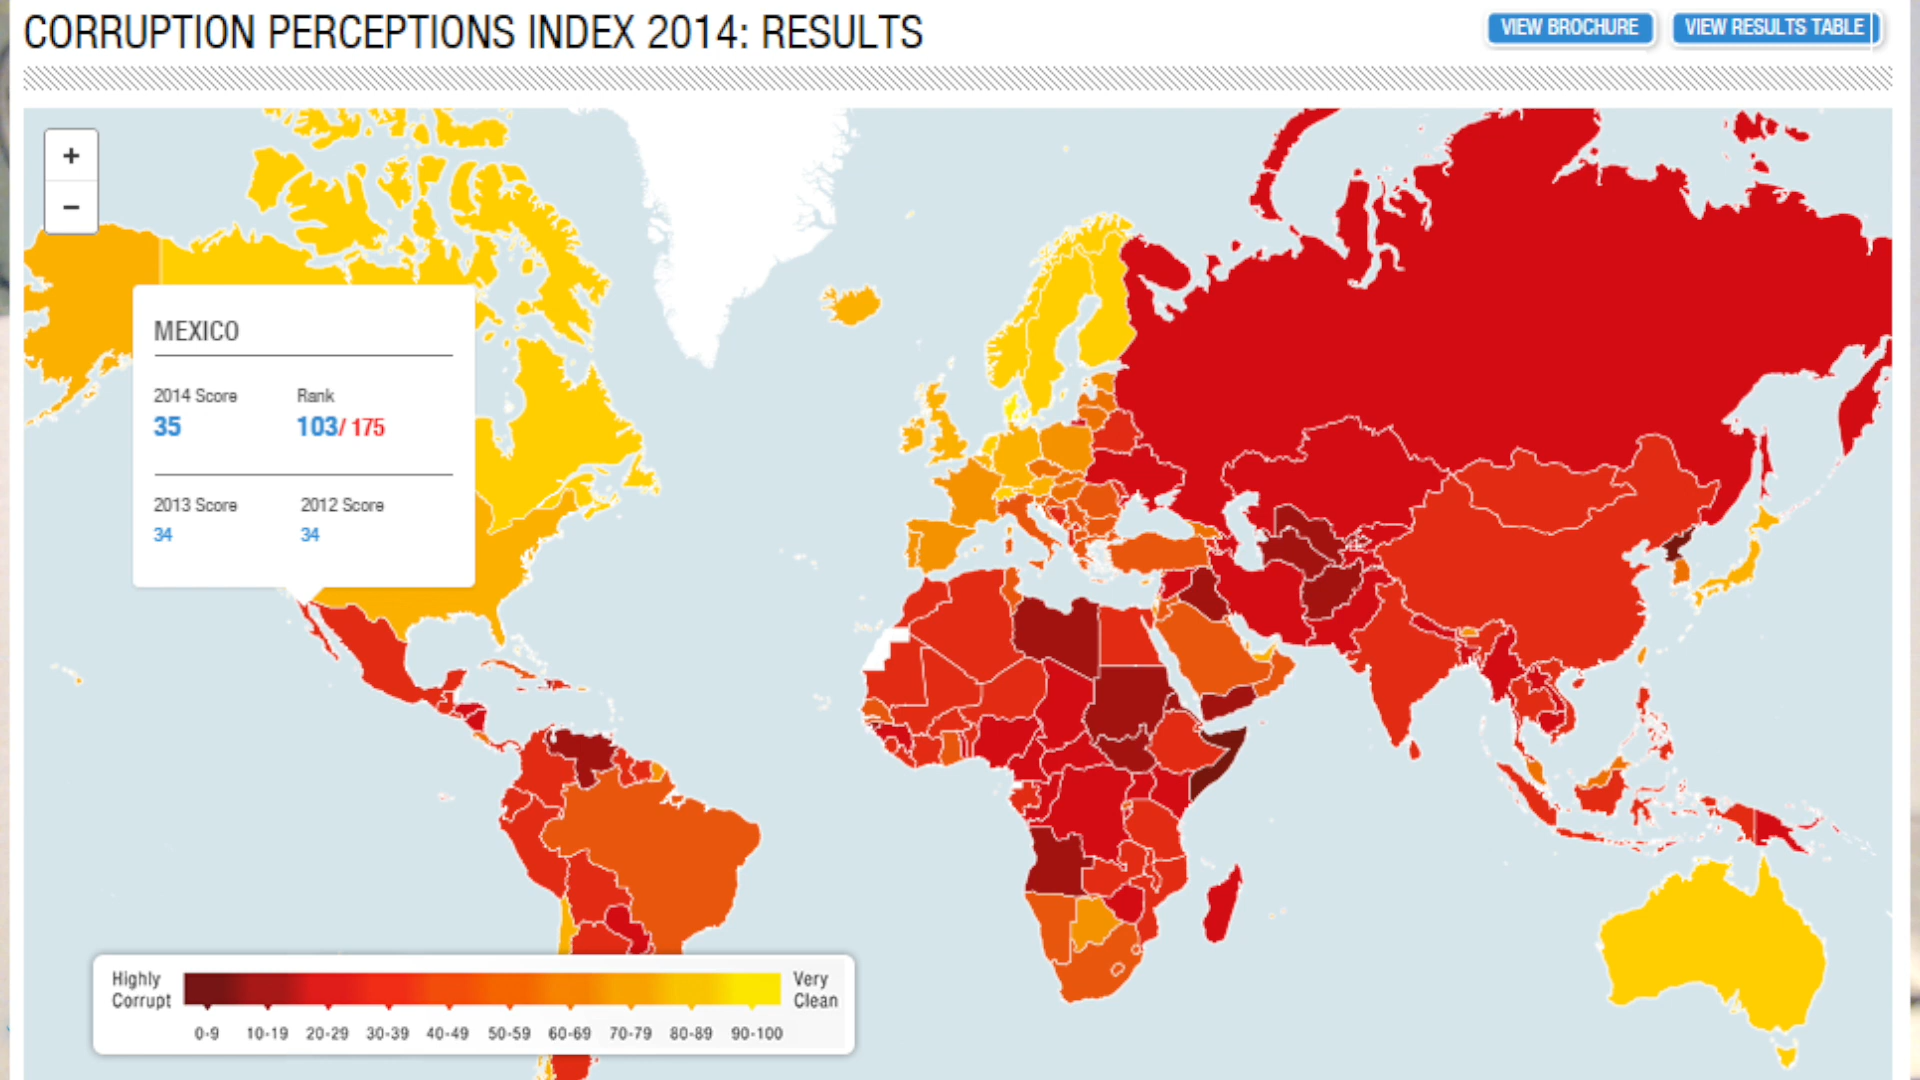 CORRUPTION PERCEPTIONS INDEX 2014: RESULTS
VIEW BROCHURE
VIEW RESULTS TABLE
+
−
MEXICO
2014 Score Rank
35 103/ 175
2013 Score 2012 Score
34 34
Highly
Corrupt
Very
Clean
0-9 10-19 20-29 30-39 40-49 50-59 60-69 70-79 80-89 90-100